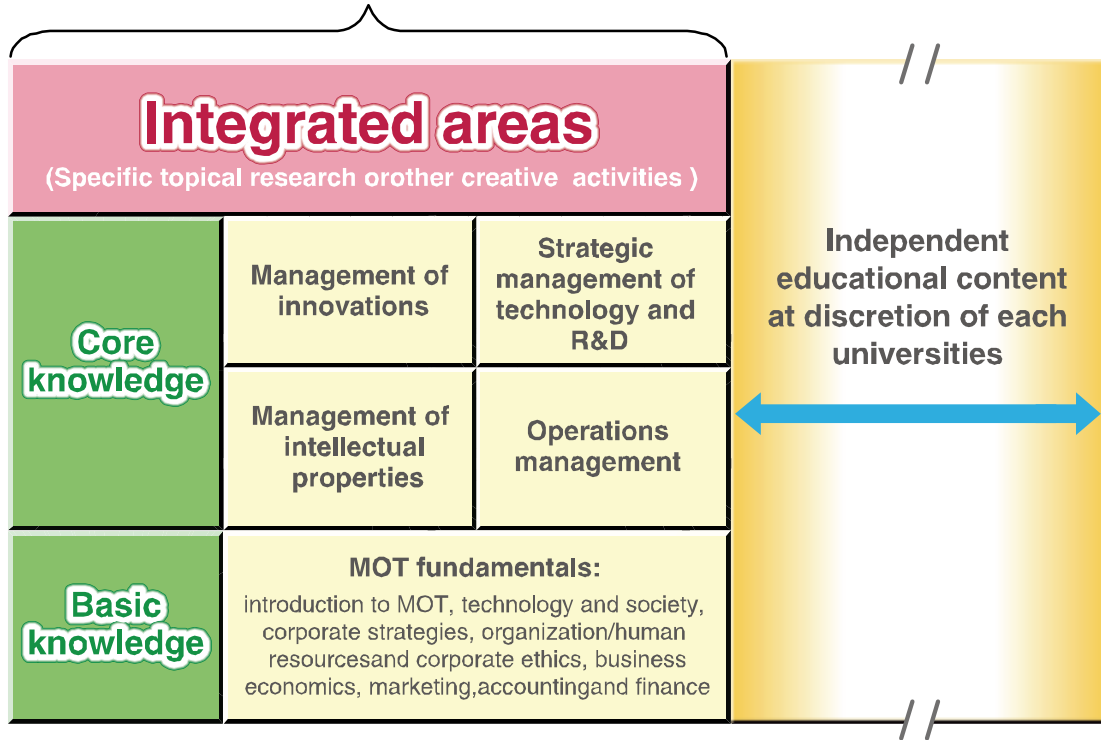 Integrated areas
(Specific topical research orother creative activities )
Core
knowledge
Management of
innovations
Strategic
management of
technology and
R&D
Management of
intellectual
properties
Operations
management
Basic
knowledge
MOT fundamentals:
introduction to MOT, technology and society,
corporate strategies, organization/human
resourcesand corporate ethics, business
economics, marketing,accountingand finance
Independent
educational content
at discretion of each
universities